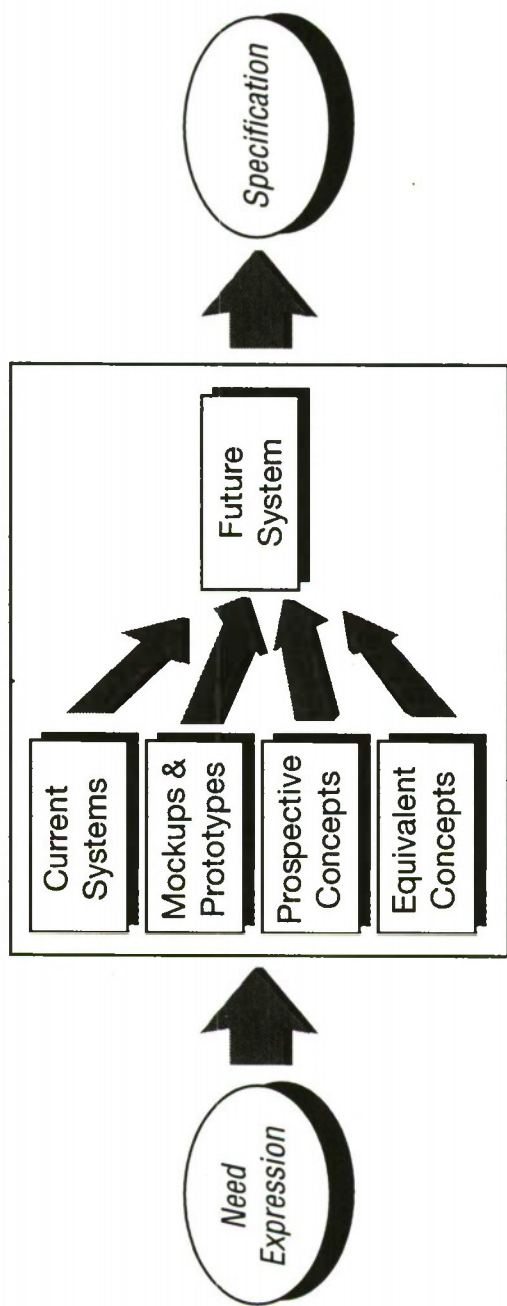 Need
Expression
Current
Systems
Mockups &
Prototypes
Prospective
Concepts
Equivalent
Concepts
Future
System
Specification